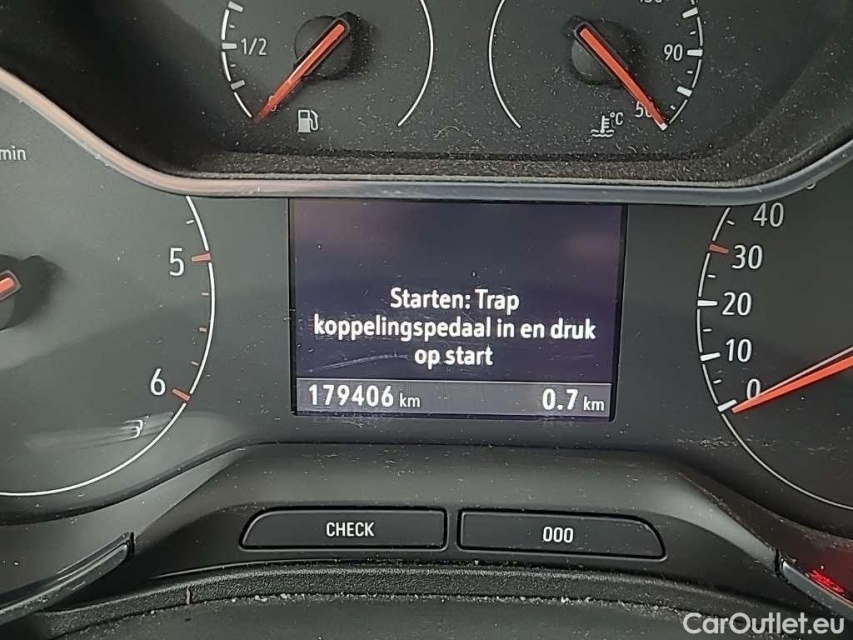 1/2
90
50
°C
min
5
6
40
30
20
10
0
Starten: Trap
koppelingspedaal in en druk
op start
179406 km
0.7 km
CHECK
000
CarOutlet.eu